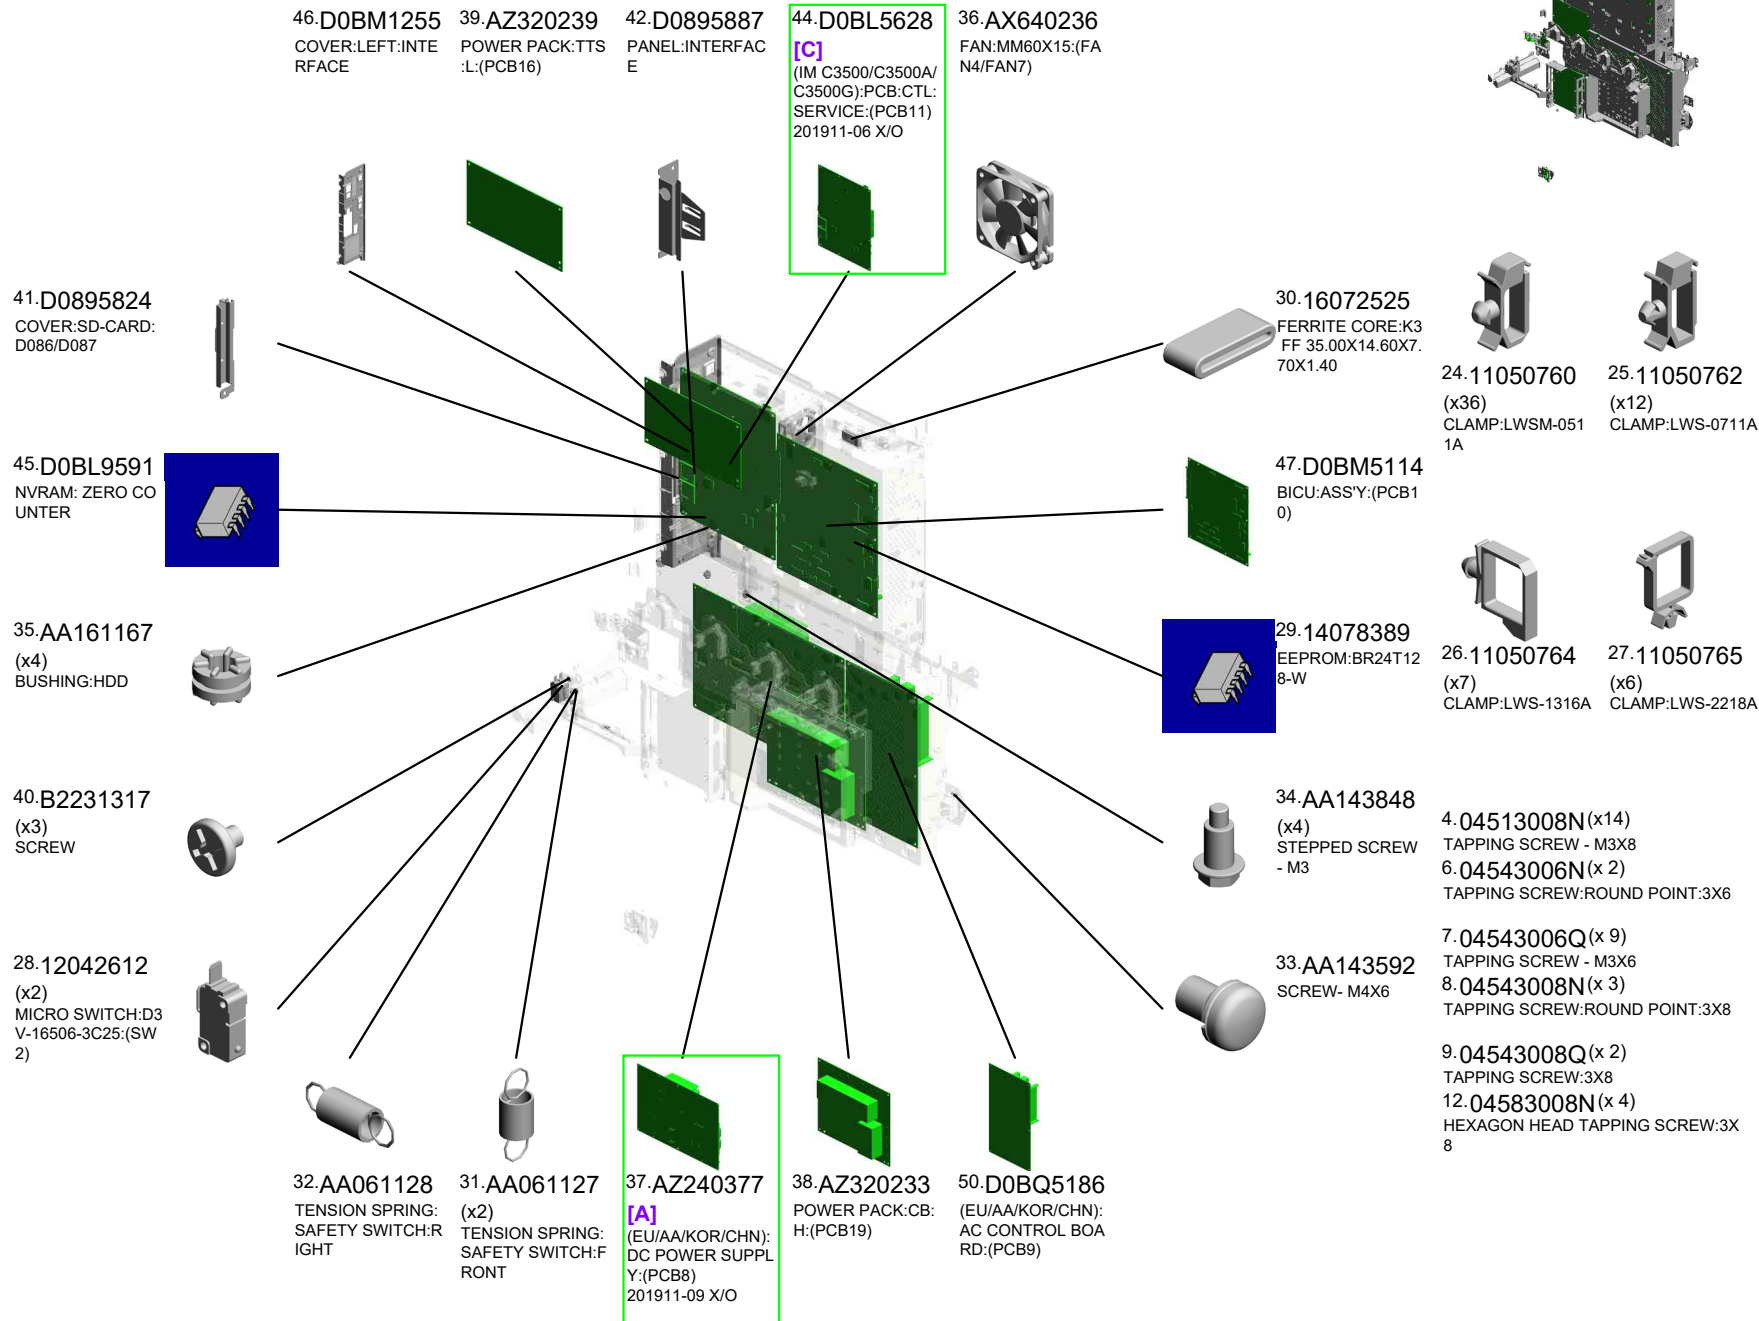 46.D0BM1255
COVER:LEFT:INTE
RFACE
39.AZ320239
POWER PACK:TTS
:L:(PCB16)
42.D0895887
PANEL:INTERFAC
E
44.D0BL5628
[C]
(IM C3500/C3500A/
C3500G):PCB:CTL:
SERVICE:(PCB11)
201911-06 X/O
36.AX640236
FAN:MM60X15:(FA
N4/FAN7)
41.D0895824
COVER:SD-CARD:
D086/D087
30.16072525
FERRITE CORE:K3
FF 35.00X14.60X7.
70X1.40
24.11050760
(x36)
CLAMP:LWSM-051
1A
25.11050762
(x12)
CLAMP:LWS-0711A
45.D0BL9591
NVRAM: ZERO CO
UNTER
47.D0BM5114
BICU:ASS'Y:(PCB1
0)
35.AA161167
(x4)
BUSHING:HDD
29.14078389
EEPROM:BR24T12
8-W
26.11050764
(x7)
CLAMP:LWS-1316A
27.11050765
(x6)
CLAMP:LWS-2218A
40.B2231317
(x3)
SCREW
34.AA143848
(x4)
STEPPED SCREW
- M3
4.04513008N(x14)
TAPPING SCREW - M3X8
6.04543006N(x 2)
TAPPING SCREW:ROUND POINT:3X6
7.04543006Q(x 9)
TAPPING SCREW - M3X6
8.04543008N(x 3)
TAPPING SCREW:ROUND POINT:3X8
9.04543008Q(x 2)
TAPPING SCREW:3X8
12.04583008N(x 4)
HEXAGON HEAD TAPPING SCREW:3X
8
28.12042612
(x2)
MICRO SWITCH:D3
V-16506-3C25:(SW
2)
33.AA143592
SCREW- M4X6
32.AA061128
TENSION SPRING:
SAFETY SWITCH:R
IGHT
31.AA061127
(x2)
TENSION SPRING:
SAFETY SWITCH:F
RONT
37.AZ240377
[A]
(EU/AA/KOR/CHN):
DC POWER SUPPL
Y:(PCB8)
201911-09 X/O
38.AZ320233
POWER PACK:CB:
H:(PCB19)
50.D0BQ5186
(EU/AA/KOR/CHN):
AC CONTROL BOA
RD:(PCB9)